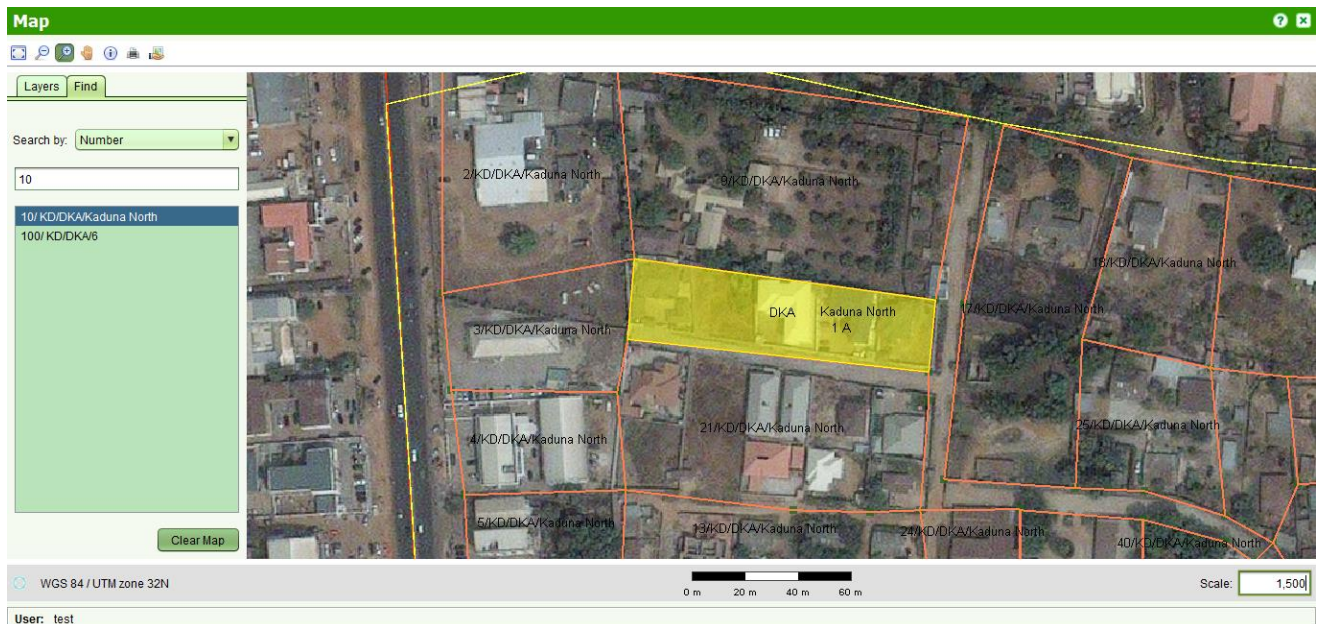 Map
Layers Find
Search by: Number
10
10/ KD/DKA/Kaduna North
100/ KD/DKA/6
Clear Map
2/KD/DKA/Kaduna North
9/KD/DKA/Kaduna North
18/KD/DKA/Kaduna North
DKA Kaduna North
1 A
17/KD/DKA/Kaduna North
3/KD/DKA/Kaduna North
21/KD/DKA/Kaduna North
25/KD/DKA/Kaduna North
4/KD/DKA/Kaduna North
5/KD/DKA/Kaduna North
13/KD/DKA/Kaduna North
24/KD/DKA/Kaduna North
40/KD/DKA/Kaduna North
WGS 84 / UTM zone 32N
0 m 20 m 40 m 60 m
Scale: 1,500
User: test